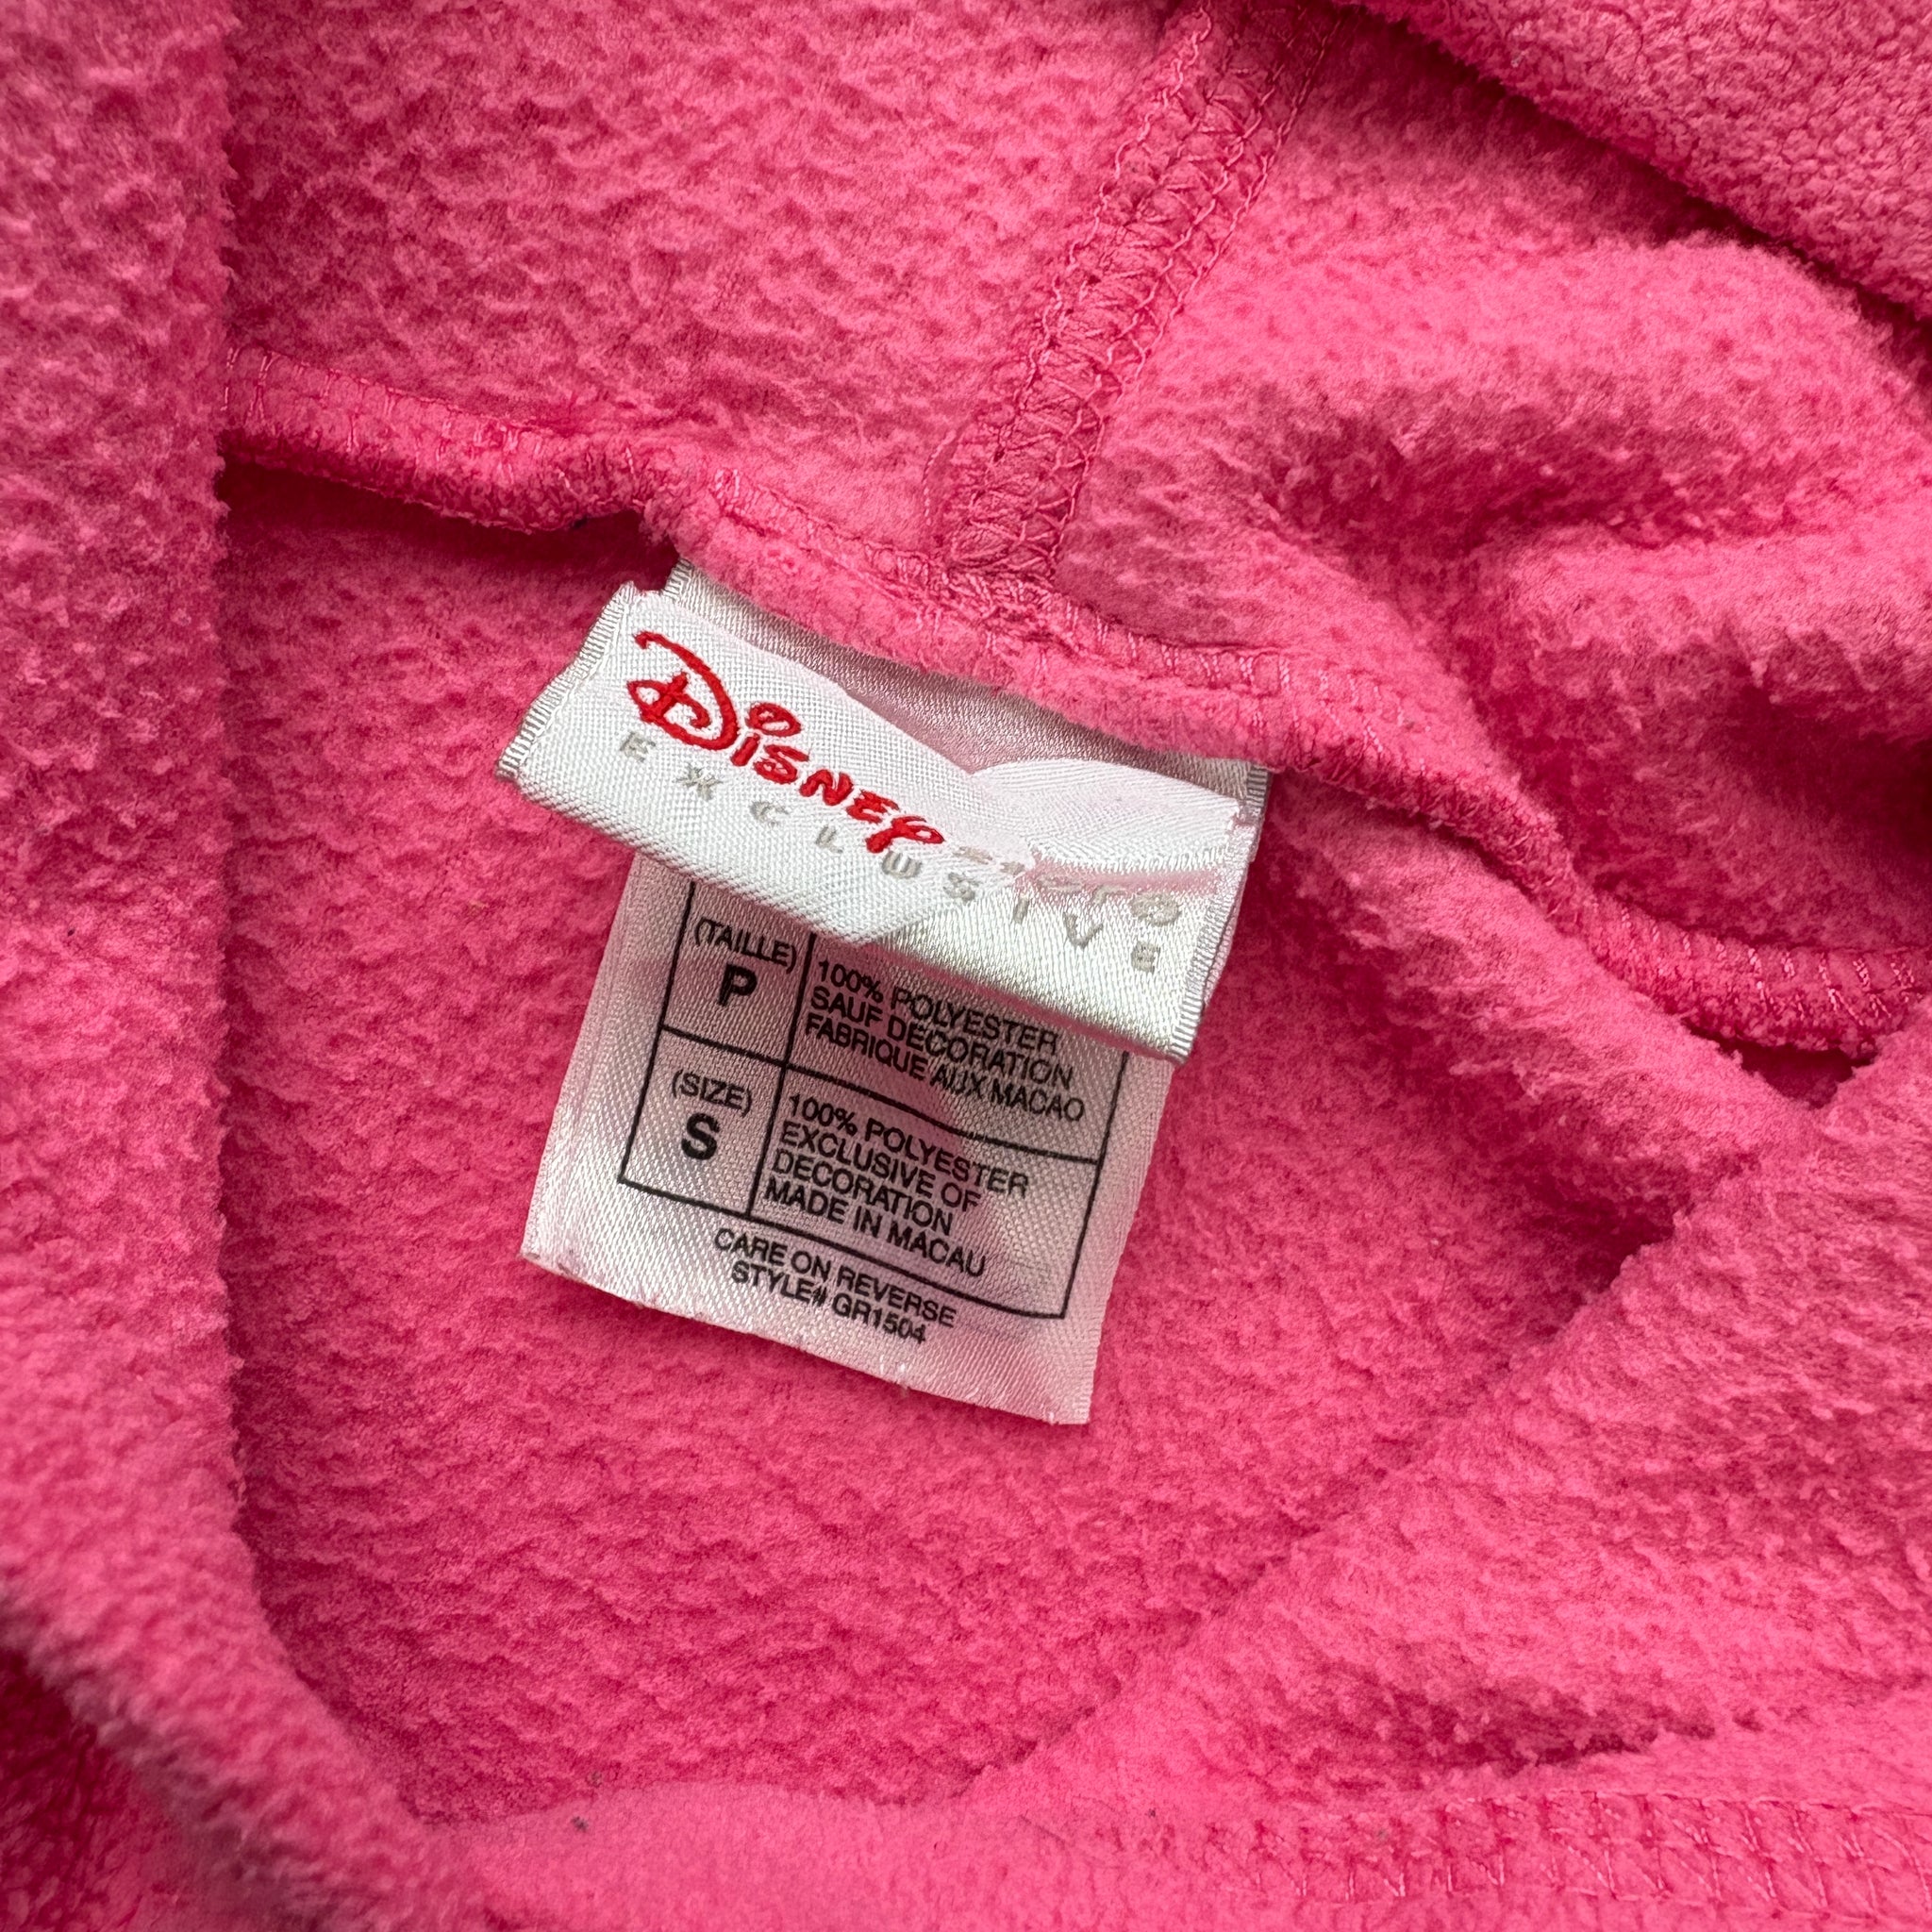 Disney Store
EXCLUSIVE
(TAILLE)
P
100% POLYESTER
SAUF DECORATION
FABRIQUE AUX MACAO
(SIZE)
S
100% POLYESTER
EXCLUSIVE OF
DECORATION
MADE IN MACAU
CARE ON REVERSE
STYLE# GR1504